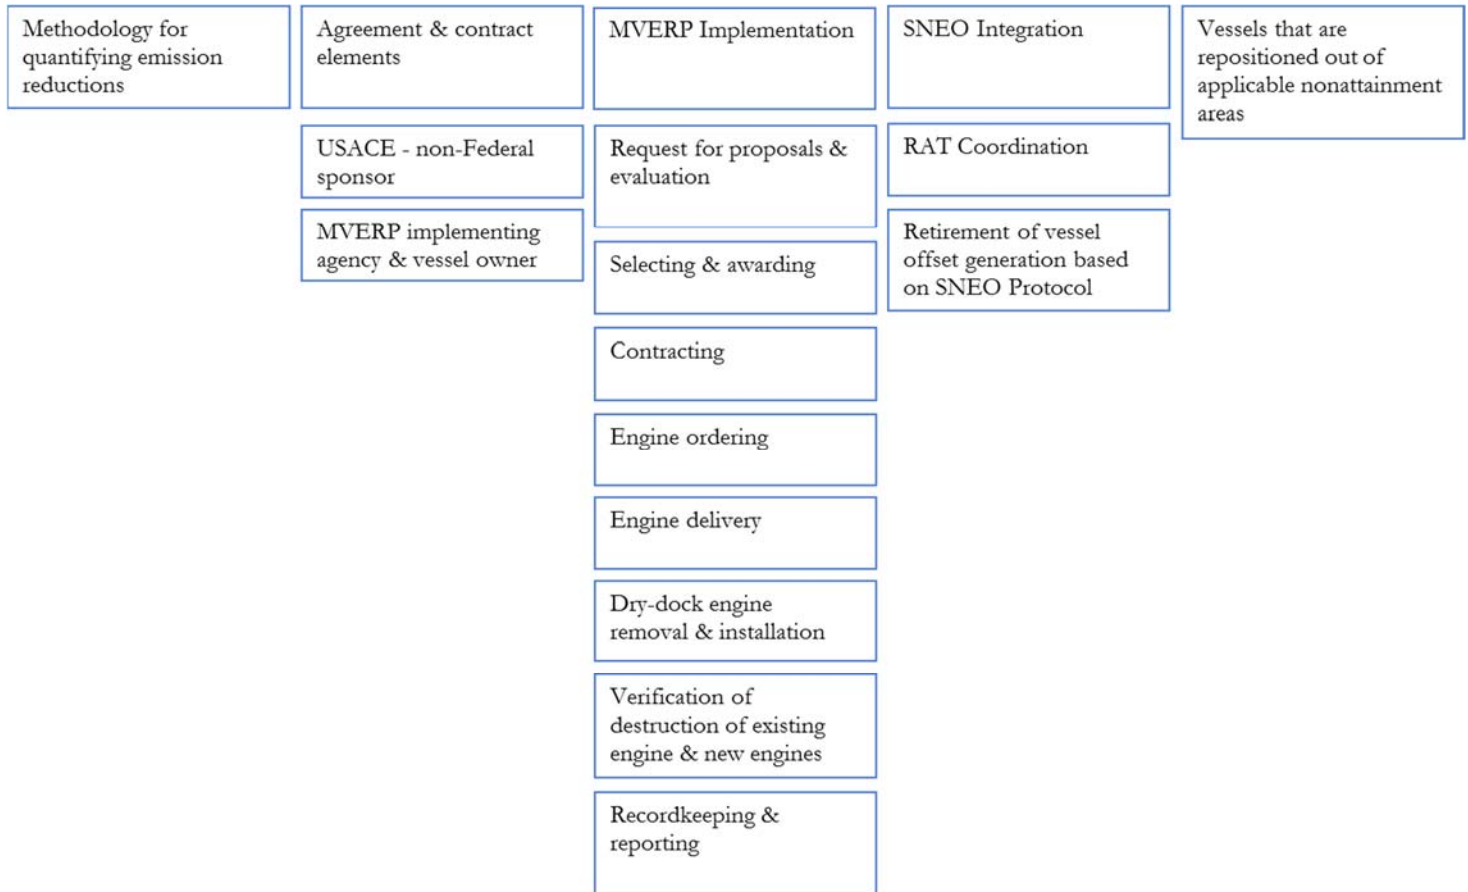 Methodology for
quantifying emission
reductions
Agreement & contract
elements
USACE - non-Federal
sponsor
MVERP implementing
agency & vessel owner
MVERP Implementation
Request for proposals &
evaluation
Selecting & awarding
Contracting
Engine ordering
Engine delivery
Dry-dock engine
removal & installation
Verification of
destruction of existing
engine & new engines
Recordkeeping &
reporting
SNEO Integration
RAT Coordination
Retirement of vessel
offset generation based
on SNEO Protocol
Vessels that are
repositioned out of
applicable nonattainment
areas